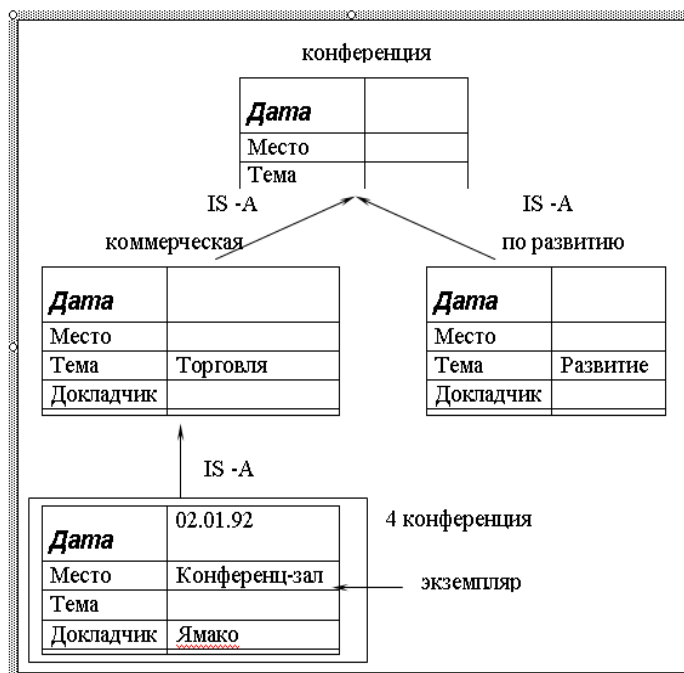 конференция
Дата
Место
Тема
IS -A IS -A
коммерческая по развитию
Дата
Место
Тема Торговля
Докладчик
Дата
Место
Тема Развитие
Докладчик
IS -A
4 конференция
Дата 02.01.92
Место Конференц-зал
Тема
Докладчик Ямако
экземпляр